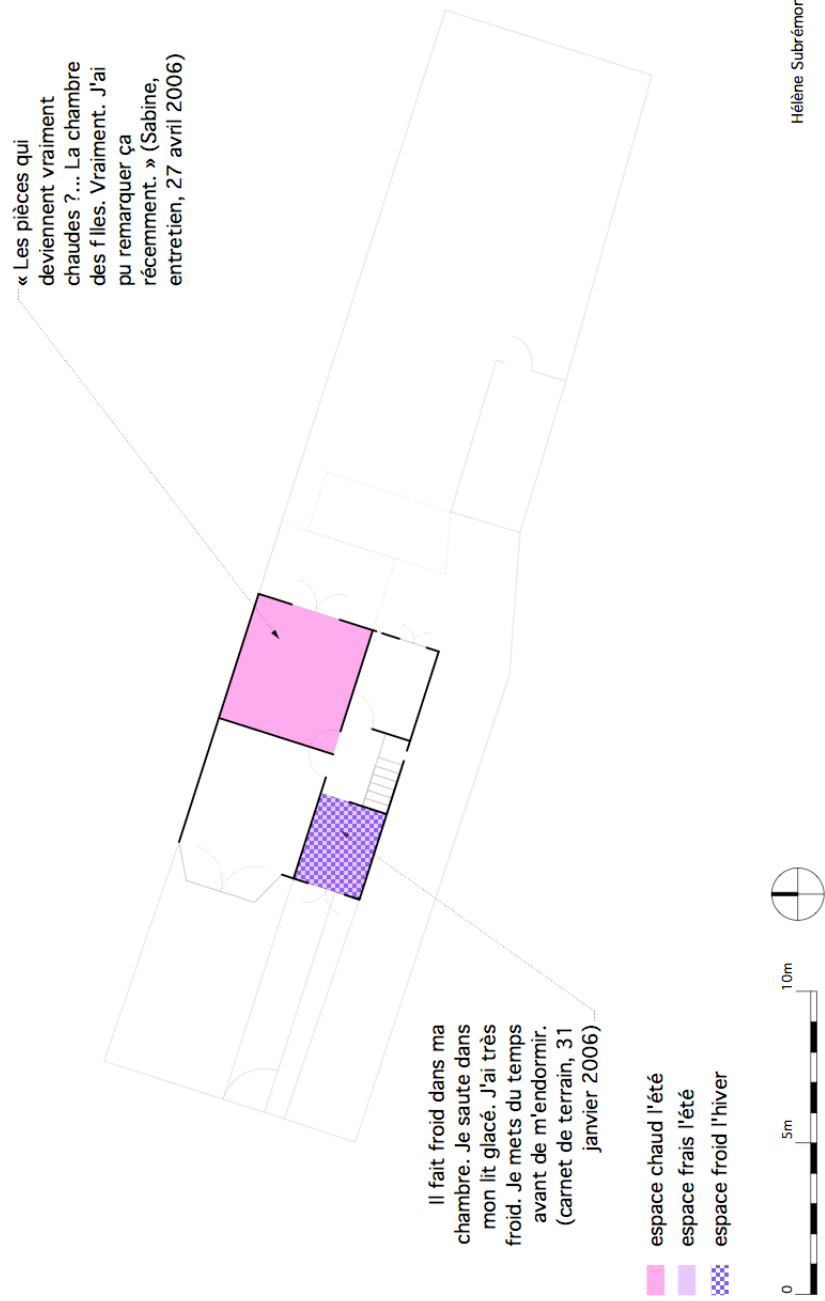 « Les pièces qui
deviennent vraiment
chaudes ?... La chambre
des f lles. Vraiment. J'ai
pu remarquer ça
récemment. » (Sabine,
entretien, 27 avril 2006)
Il fait froid dans ma
chambre. Je saute dans
mon lit glacé. J'ai très
froid. Je mets du temps
avant de m'endormir.
(carnet de terrain, 31
janvier 2006)
espace chaud l'été
espace frais l'été
espace froid l'hiver
0
5m
10m
Hélène Subrémon